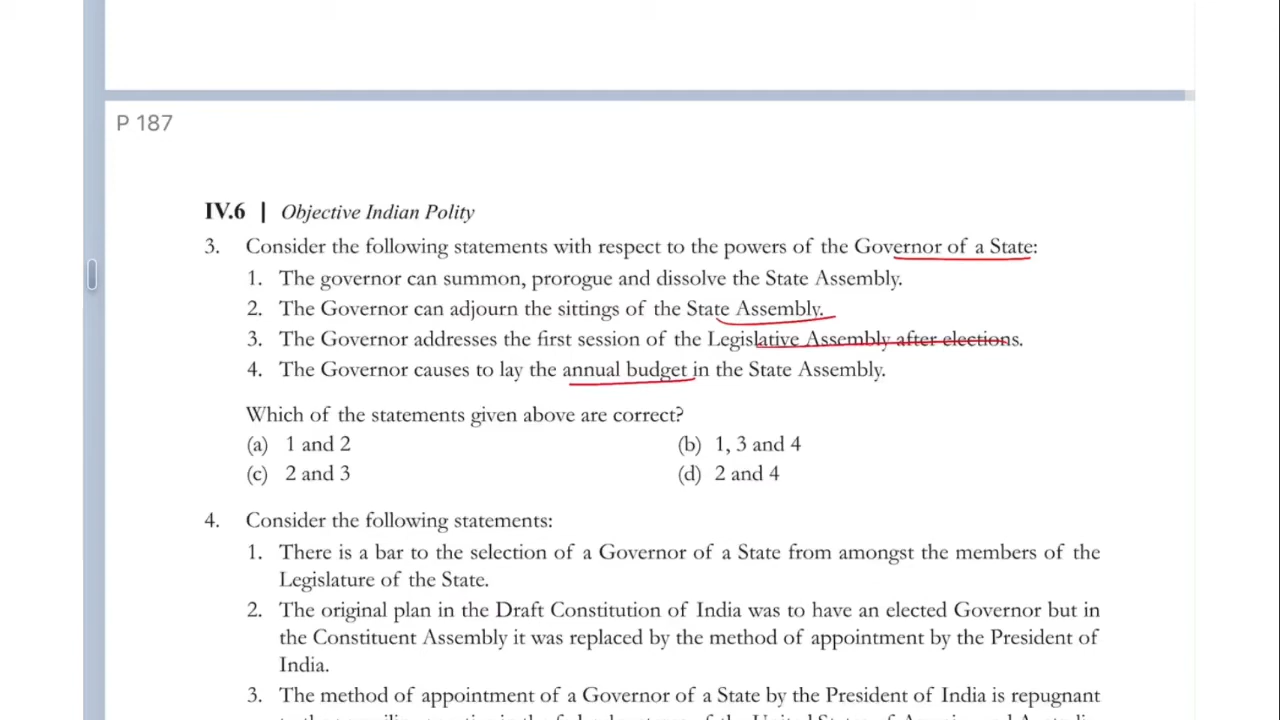 P 187
IV.6 | Objective Indian Polity
3. Consider the following statements with respect to the powers of the Governor of a State:
1. The governor can summon, prorogue and dissolve the State Assembly.
2. The Governor can adjourn the sittings of the State Assembly.
3. The Governor addresses the first session of the Legislative Assembly after elections.
4. The Governor causes to lay the annual budget in the State Assembly.
Which of the statements given above are correct?
(a) 1 and 2 (b) 1, 3 and 4
(c) 2 and 3 (d) 2 and 4
4. Consider the following statements:
1. There is a bar to the selection of a Governor of a State from amongst the members of the
Legislature of the State.
2. The original plan in the Draft Constitution of India was to have an elected Governor but in
the Constituent Assembly it was replaced by the method of appointment by the President of
India.
3. The method of appointment of a Governor of a State by the President of India is repugnant